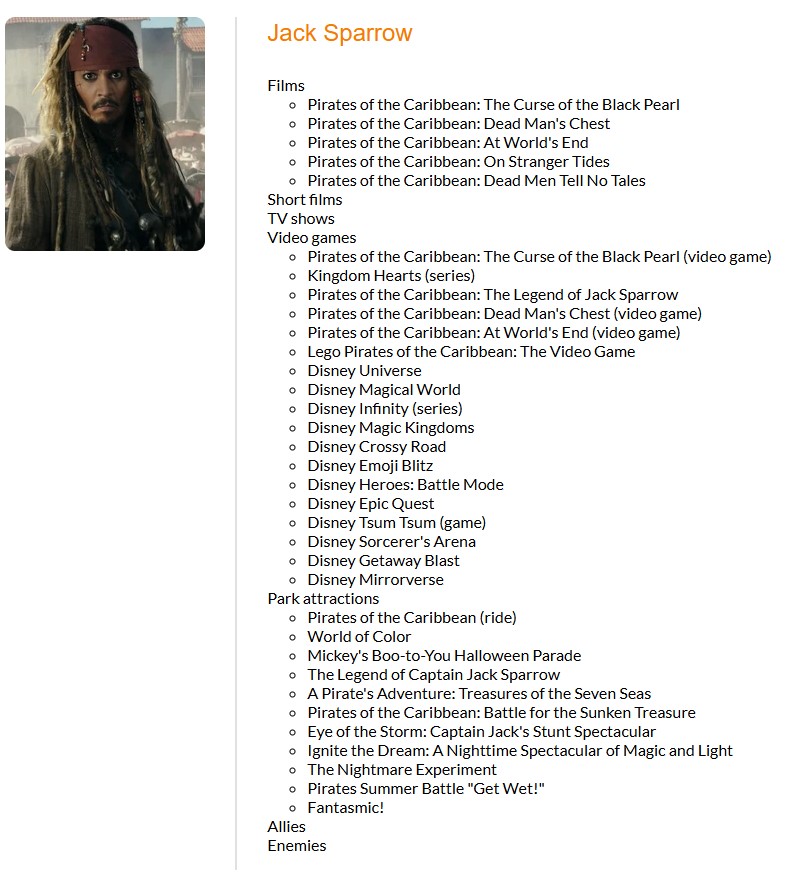 Jack Sparrow
Films
Pirates of the Caribbean: The Curse of the Black Pearl
Pirates of the Caribbean: Dead Man's Chest
Pirates of the Caribbean: At World's End
Pirates of the Caribbean: On Stranger Tides
Pirates of the Caribbean: Dead Men Tell No Tales
Short films
TV shows
Video games
Pirates of the Caribbean: The Curse of the Black Pearl (video game)
Kingdom Hearts (series)
Pirates of the Caribbean: The Legend of Jack Sparrow
Pirates of the Caribbean: Dead Man's Chest (video game)
Pirates of the Caribbean: At World's End (video game)
Lego Pirates of the Caribbean: The Video Game
Disney Universe
Disney Magical World
Disney Infinity (series)
Disney Magic Kingdoms
Disney Crossy Road
Disney Emoji Blitz
Disney Heroes: Battle Mode
Disney Epic Quest
Disney Tsum Tsum (game)
Disney Sorcerer's Arena
Disney Getaway Blast
Disney Mirrorverse
Park attractions
Pirates of the Caribbean (ride)
World of Color
Mickey's Boo-to-You Halloween Parade
The Legend of Captain Jack Sparrow
A Pirate's Adventure: Treasures of the Seven Seas
Pirates of the Caribbean: Battle for the Sunken Treasure
Eye of the Storm: Captain Jack's Stunt Spectacular
Ignite the Dream: A Nighttime Spectacular of Magic and Light
The Nightmare Experiment
Pirates Summer Battle "Get Wet!"
Fantasmic!
Allies
Enemies